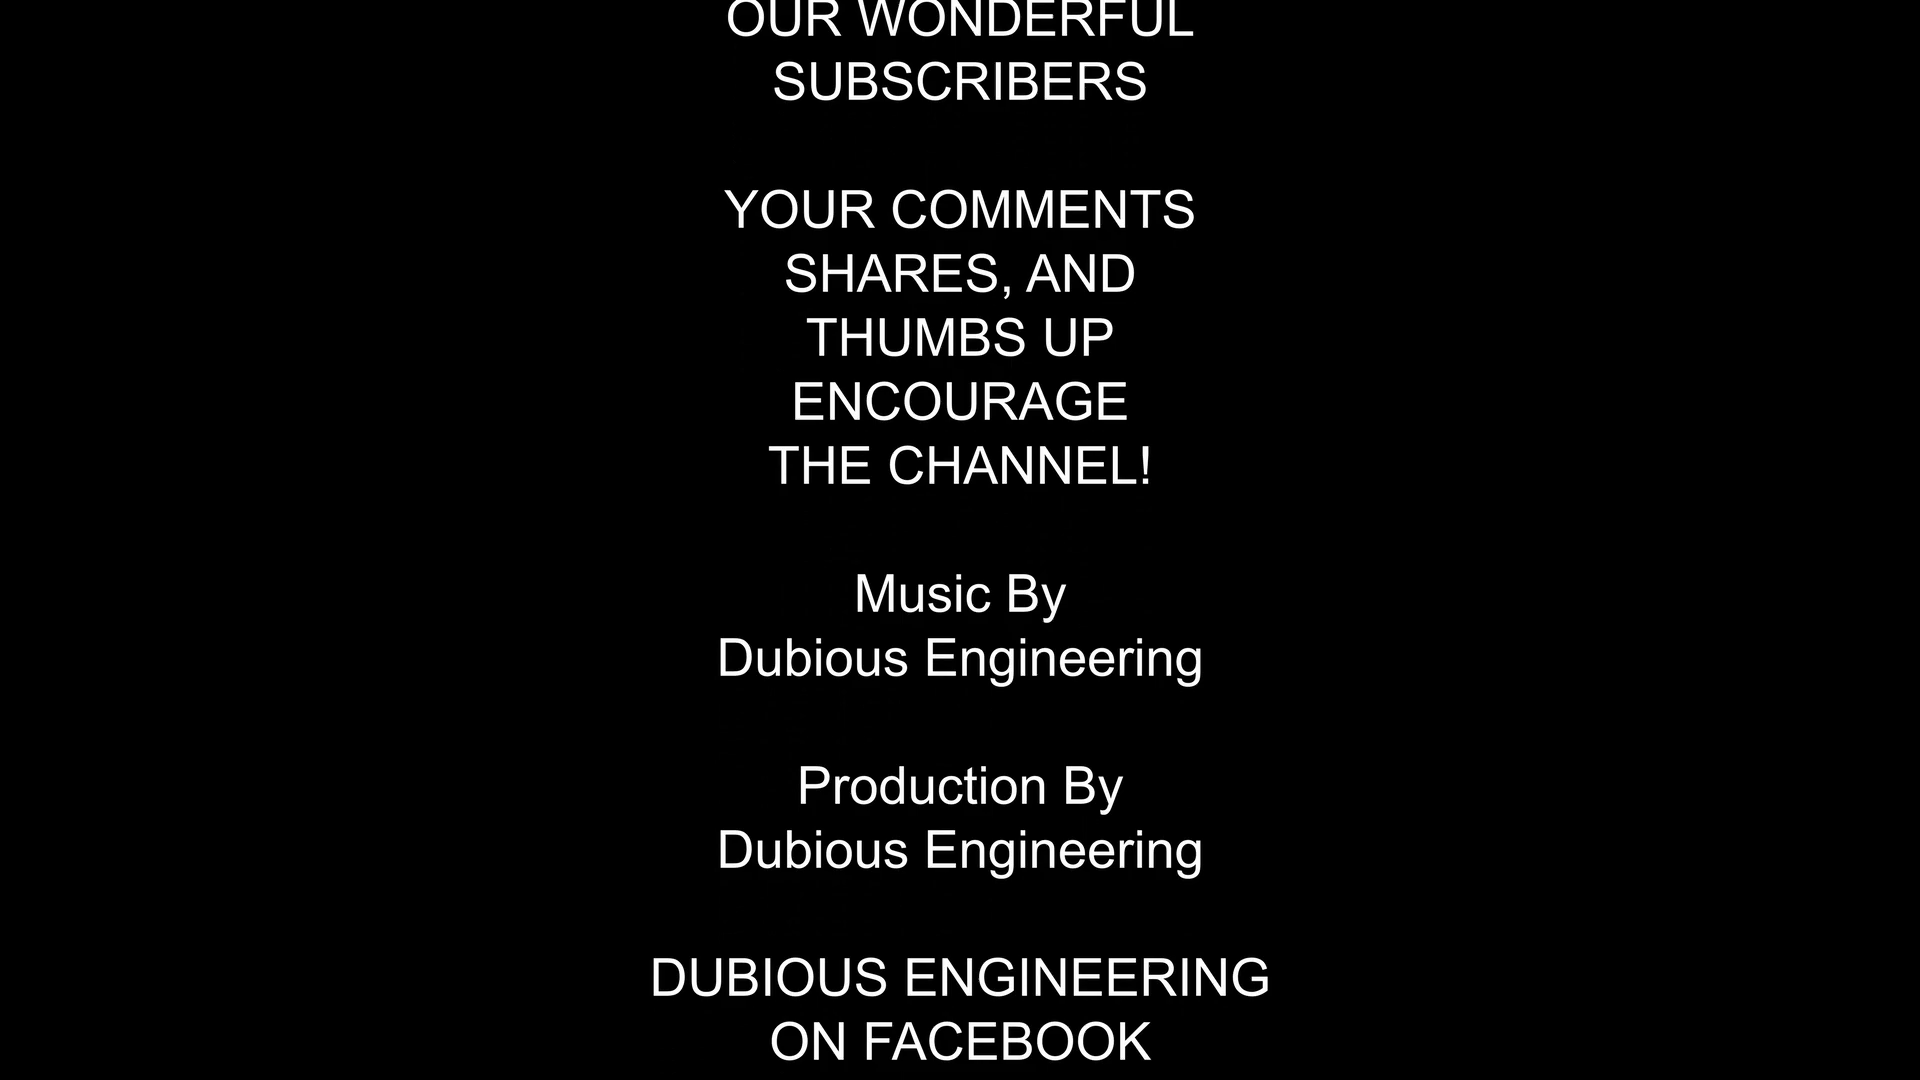 OUR WONDERFUL
SUBSCRIBERS
YOUR COMMENTS
SHARES, AND
THUMBS UP
ENCOURAGE
THE CHANNEL!
Music By
Dubious Engineering
Production By
Dubious Engineering
DUBIOUS ENGINEERING
ON FACEBOOK